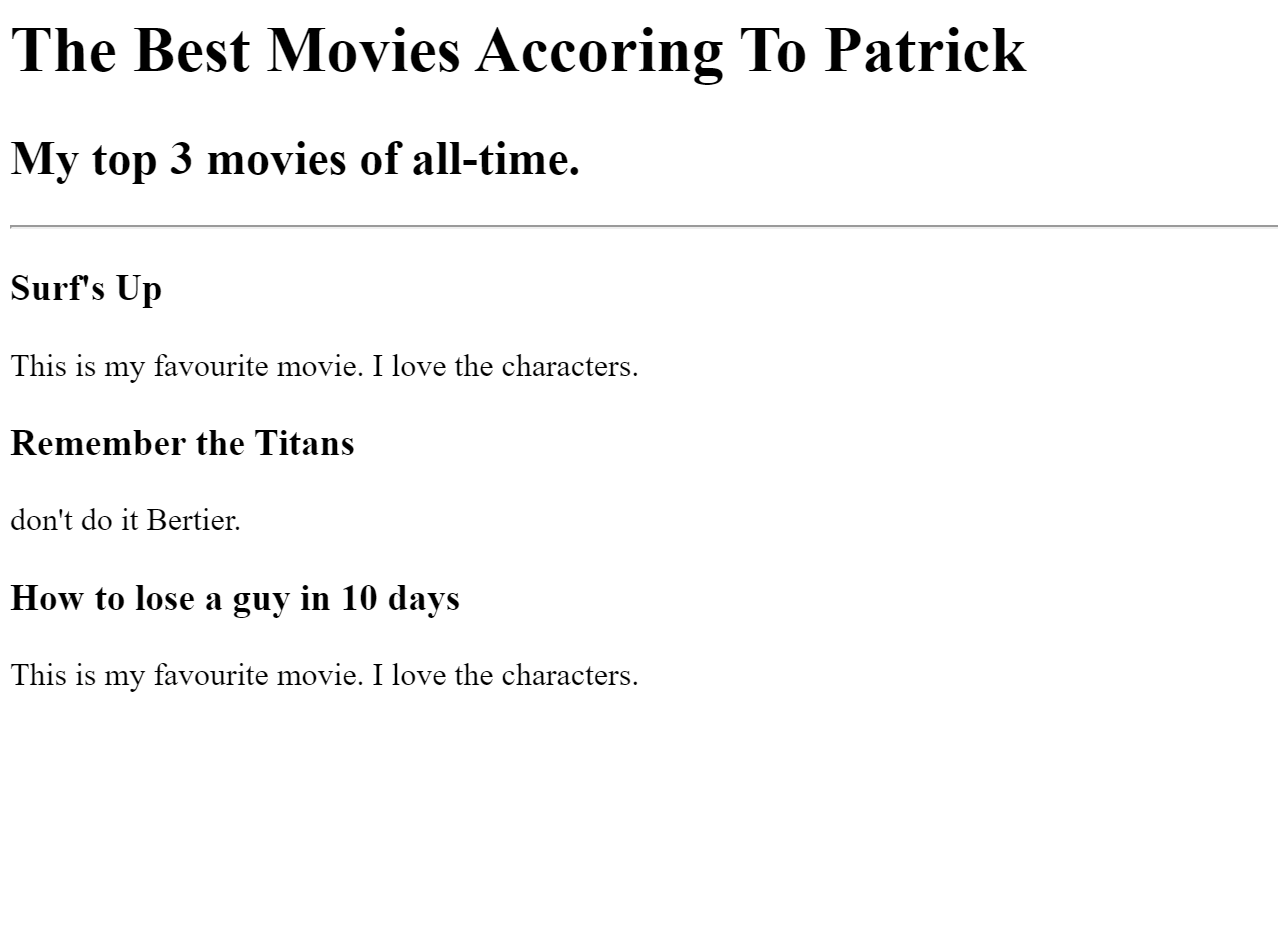 The Best Movies Accoring To Patrick
My top 3 movies of all-time.
Surf's Up
This is my favourite movie. I love the characters.
Remember the Titans
don't do it Bertier.
How to lose a guy in 10 days
This is my favourite movie. I love the characters.